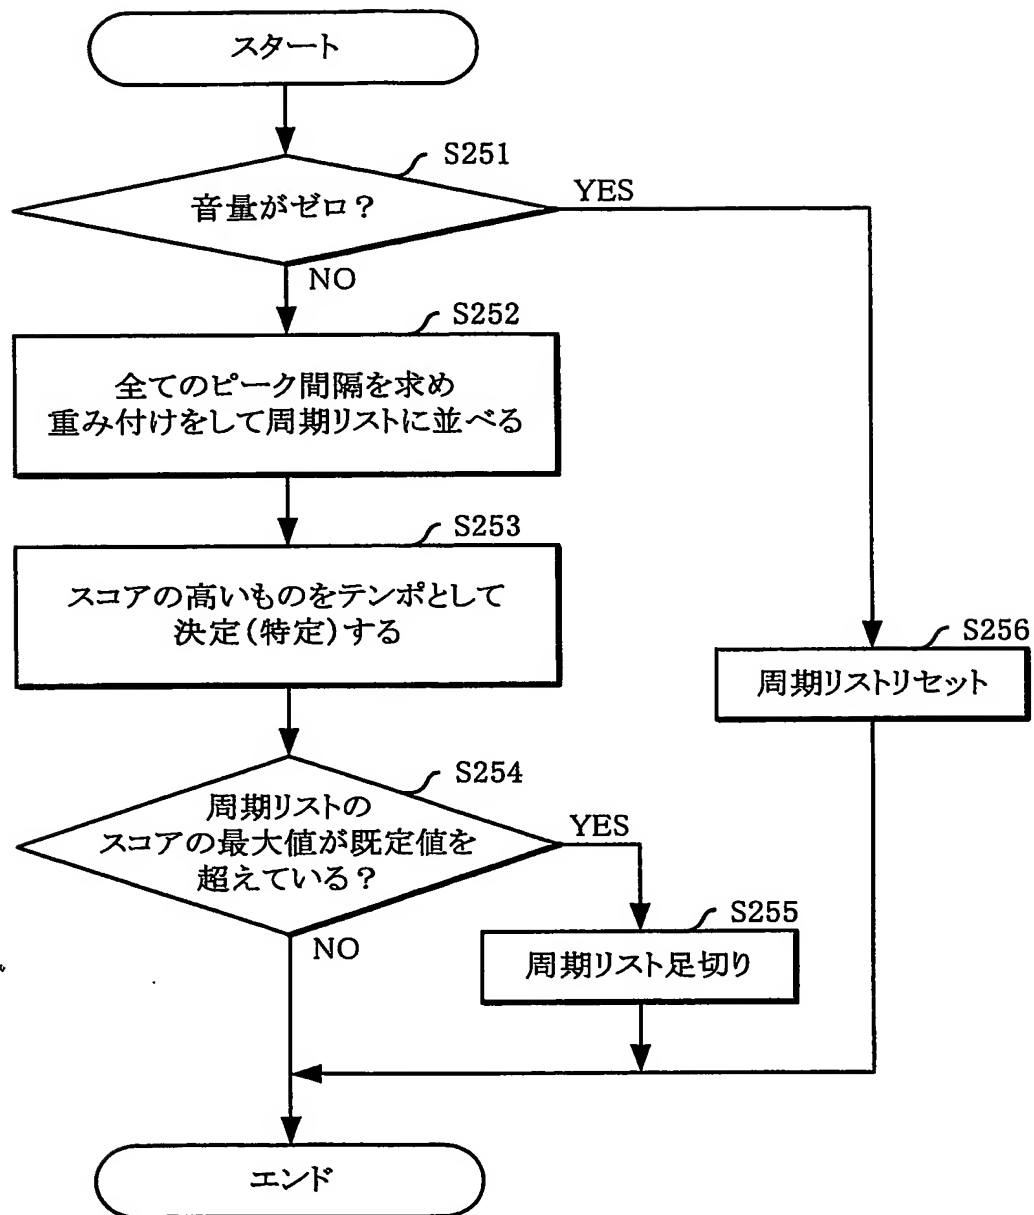 スタート
S251
音量がゼロ?
YES
NO
S252
全てのピーク間隔を求め
重み付けをして周期リストに並べる
S253
スコアの高いものをテンポとして
決定(特定)する
S256
周期リストリセット
S254
周期リストの
スコアの最大値が既定値を
超えている?
YES
NO
S255
周期リスト足切り
エンド